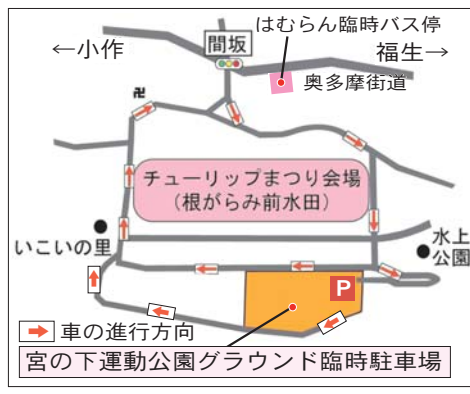 はむらん臨時バス停
←小作
間坂
福生→
奥多摩街道
卍
チューリップまつり会場
（根がらみ前水田）
いこいの里
水上
公園
P
車の進行方向
宮の下運動公園グラウンド臨時駐車場